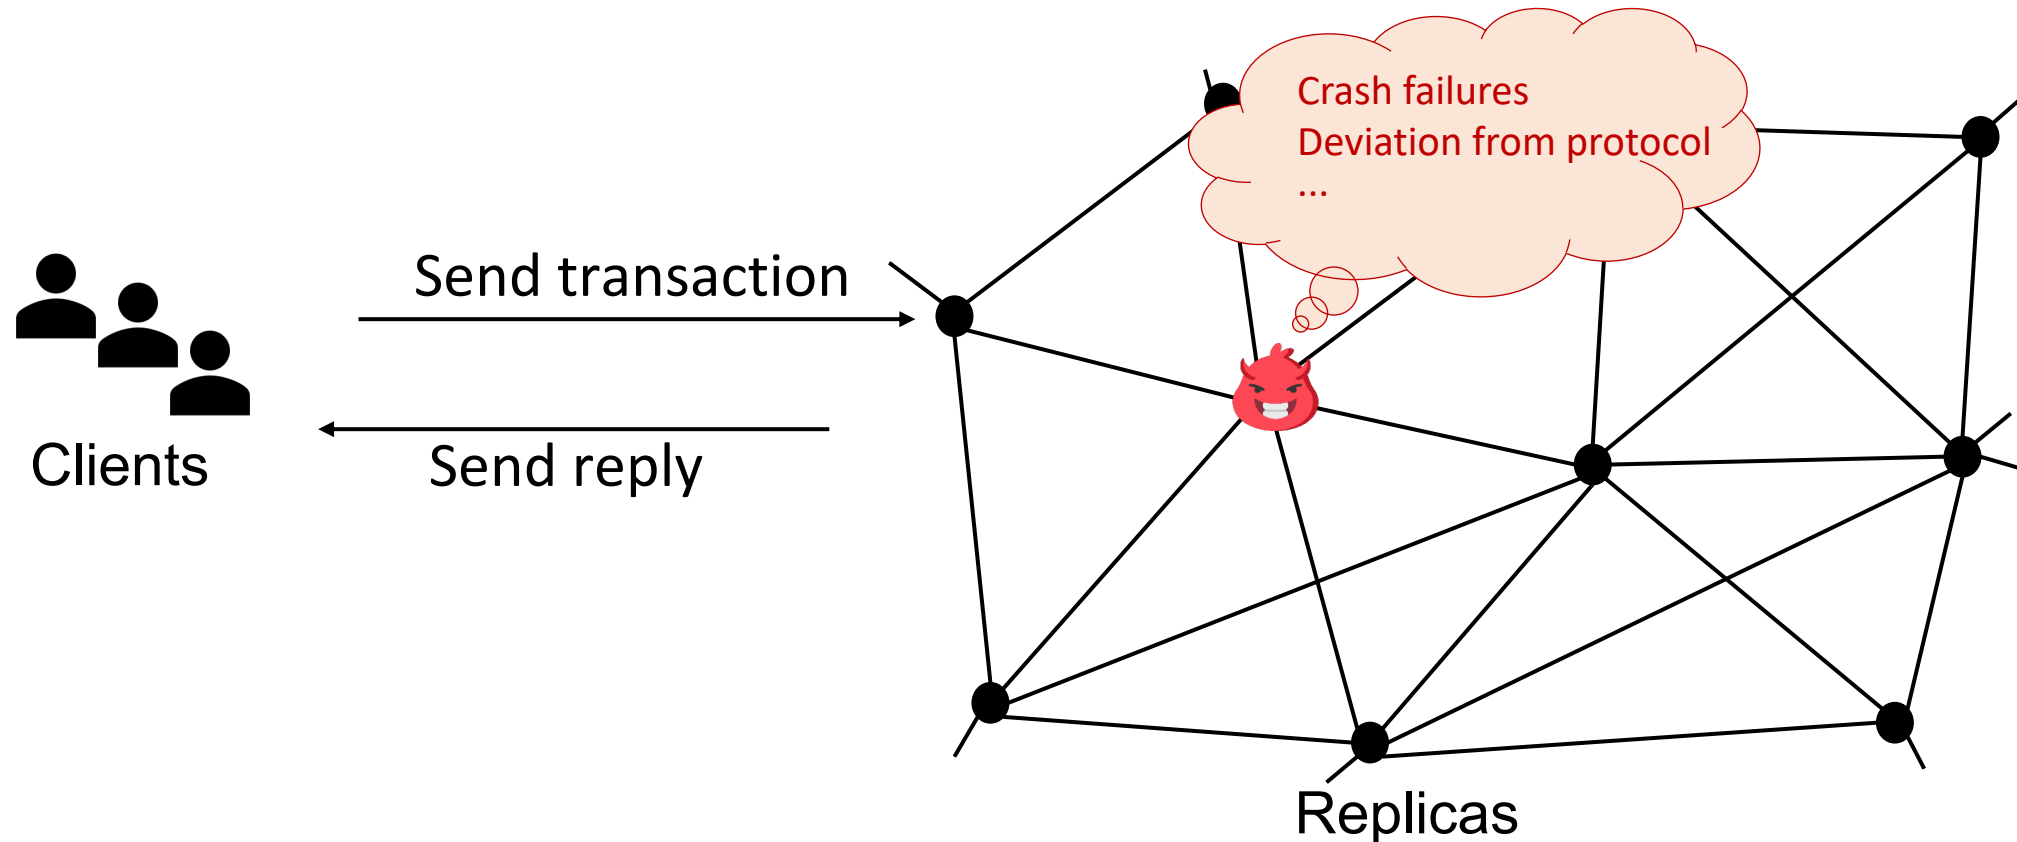 Crash failures
Deviation from protocol
...
Send transaction
Send reply
Clients
Replicas